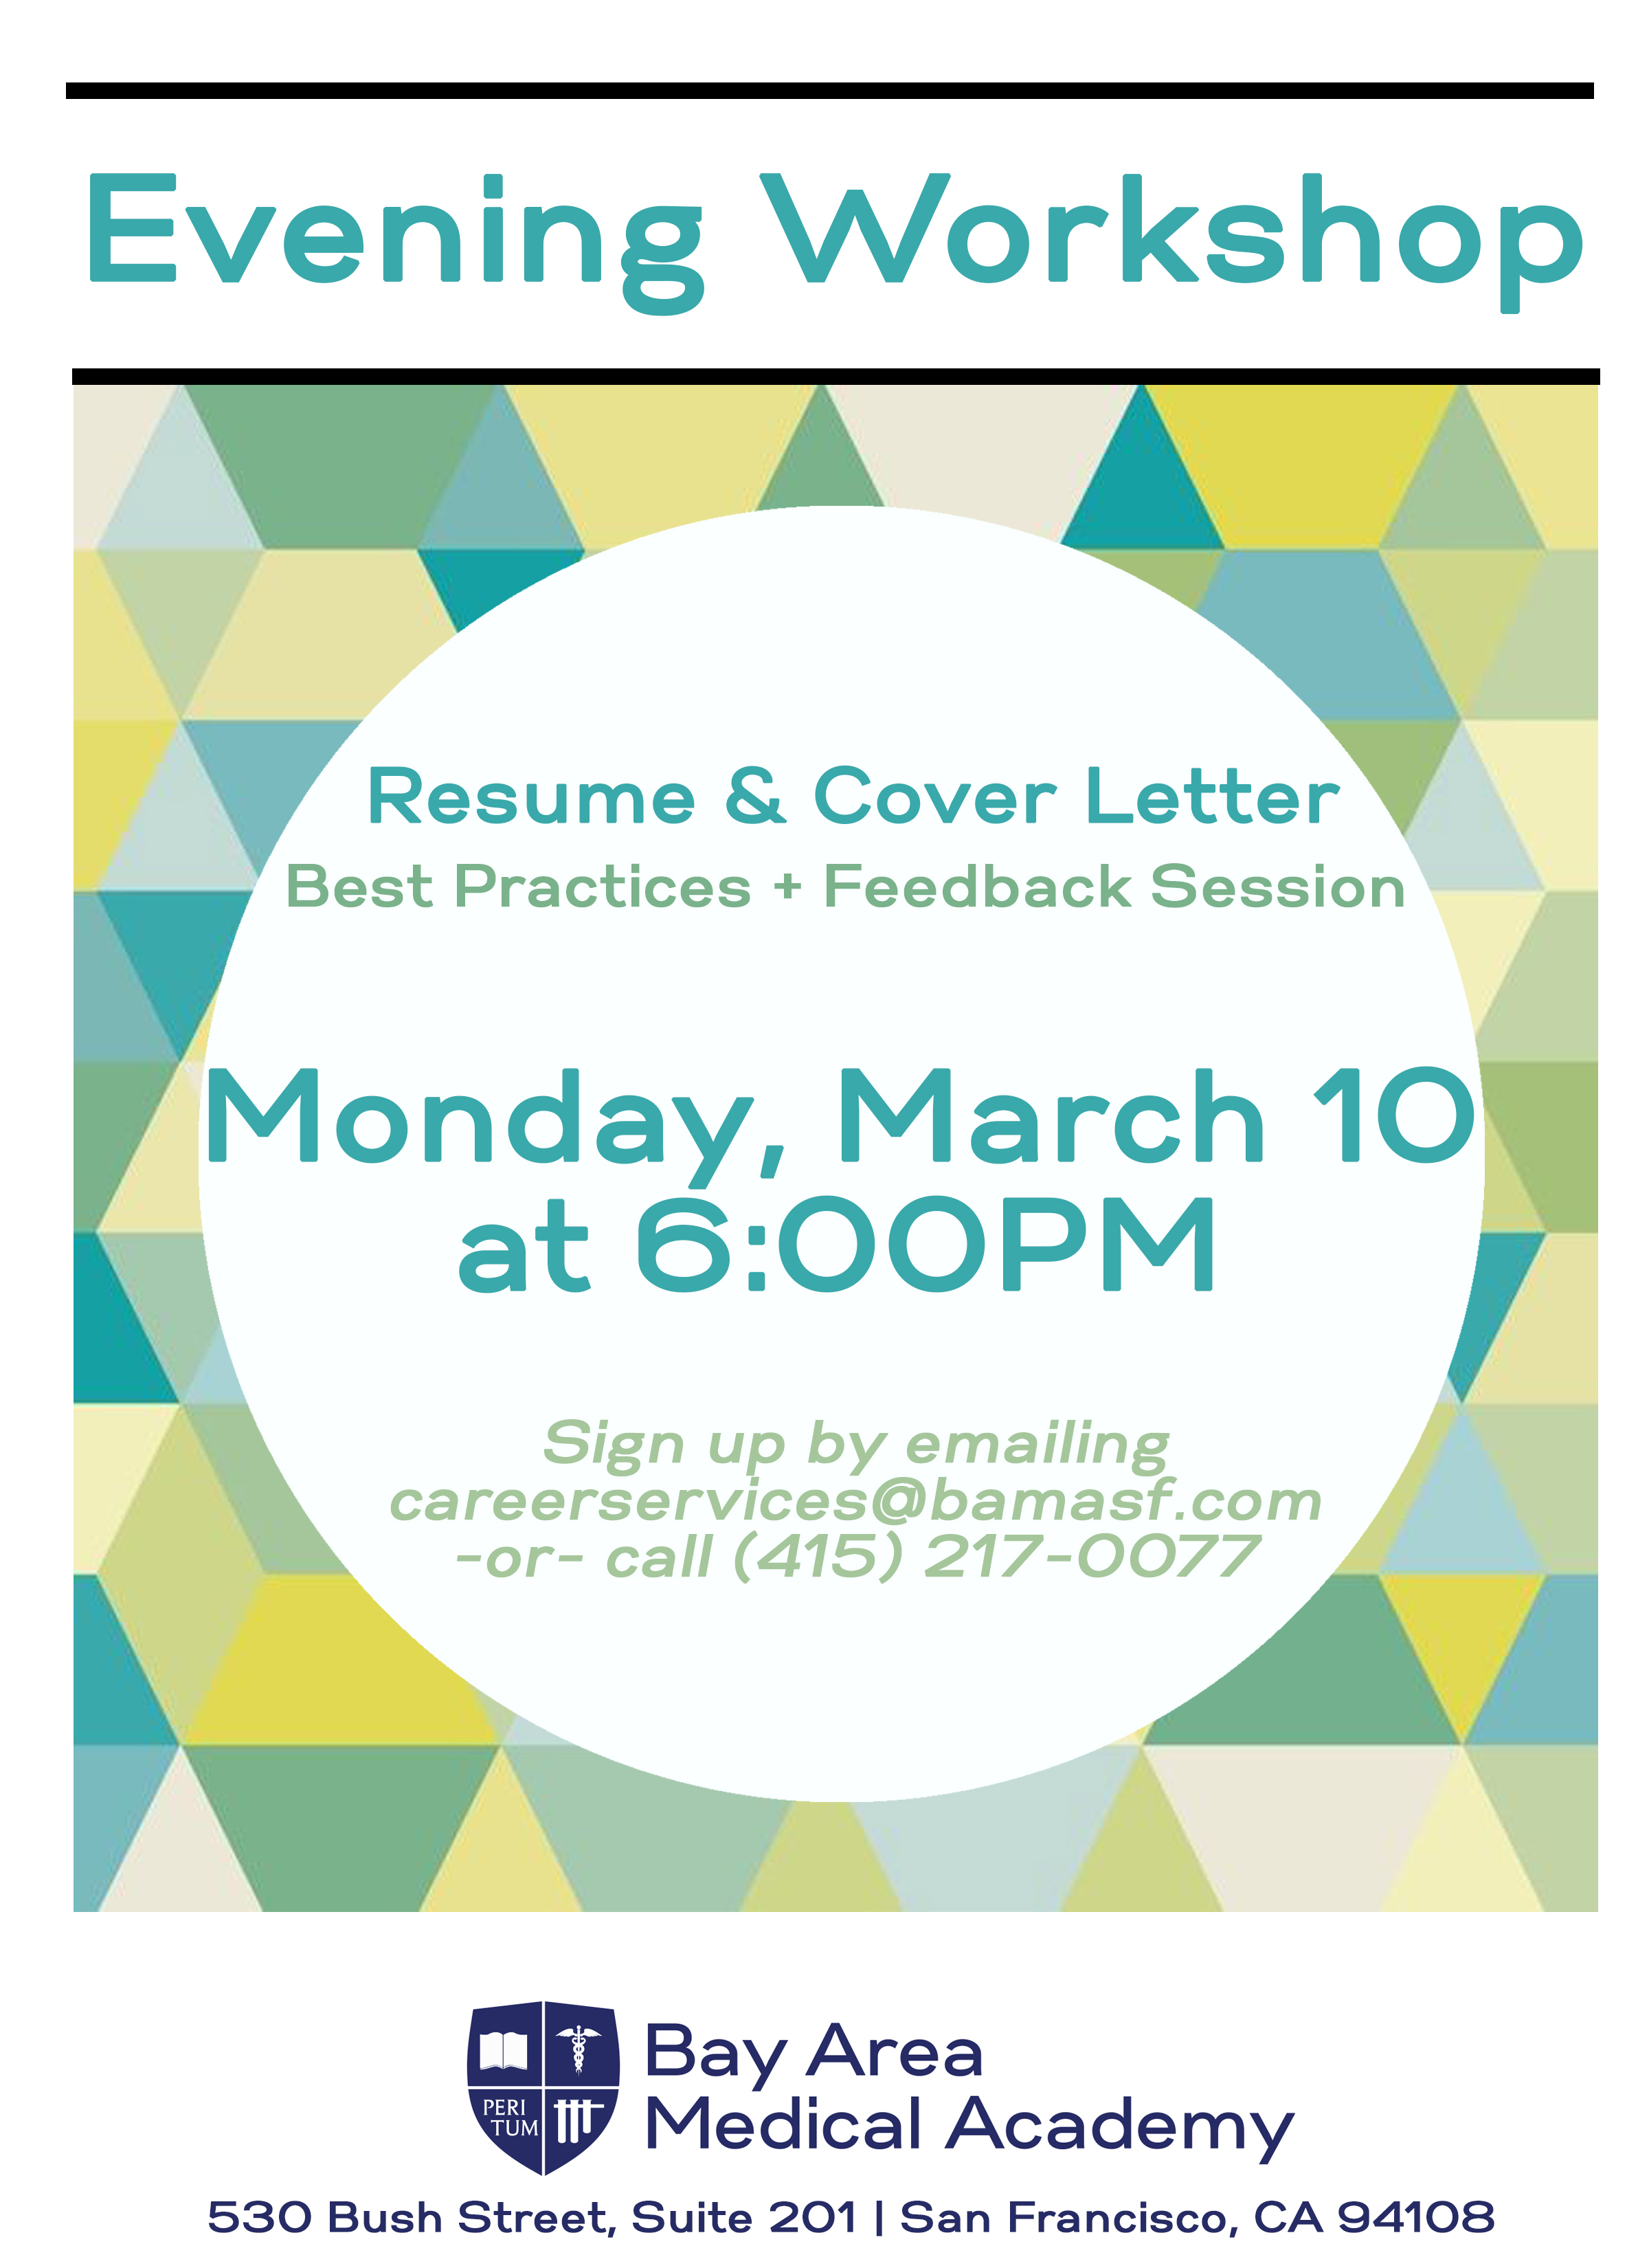 Evening Workshop
Resume & Cover Letter
Best Practices + Feedback Session
Monday, March 10
at 6:00PM
Sign up by emailing
careerservices@bamasf.com
-or- call (415) 217-0077
PERI
TUM
Bay Area
Medical Academy
530 Bush Street, Suite 201 | San Francisco, CA 94108